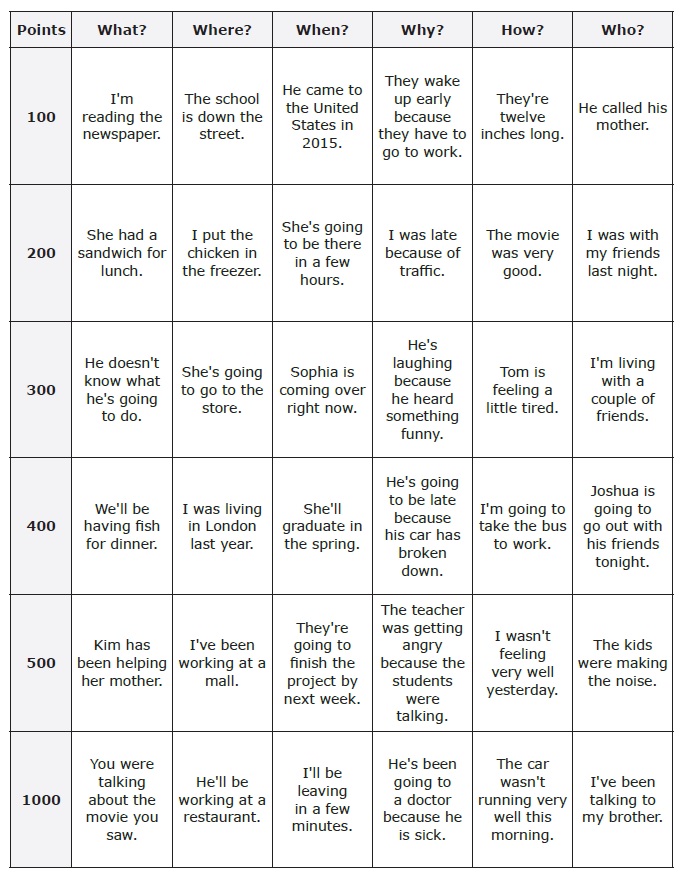 Points What? Where? When? Why? How? Who?
100
I'm
reading the
newspaper.
The school
is down the
street.
He came to
the United
States in
2015.
They wake
up early
because
they have to
go to work.
They're
twelve
inches long.
He called his
mother.
200
She had a
sandwich for
lunch.
I put the
chicken in
the freezer.
She's going
to be there
in a few
hours.
I was late
because of
traffic.
The movie
was very
good.
I was with
my friends
last night.
300
He doesn't
know what
he's going
to do.
She's going
to go to the
store.
Sophia is
coming over
right now.
He's
laughing
because
he heard
something
funny.
Tom is
feeling a
little tired.
I'm living
with a
couple of
friends.
400
We'll be
having fish
for dinner.
I was living
in London
last year.
She'll
graduate in
the spring.
He's going
to be late
because
his car has
broken
down.
I'm going to
take the bus
to work.
Joshua is
going to
go out with
his friends
tonight.
500
Kim has
been helping
her mother.
I've been
working at a
mall.
They're
going to
finish the
project by
next week.
The teacher
was getting
angry
because the
students
were
talking.
I wasn't
feeling
very well
yesterday.
The kids
were making
the noise.
1000
You were
talking
about the
movie you
saw.
He'll be
working at a
restaurant.
I'll be
leaving
in a few
minutes.
He's been
going to
a doctor
because he
is sick.
The car
wasn't
running very
well this
morning.
I've been
talking to
my brother.